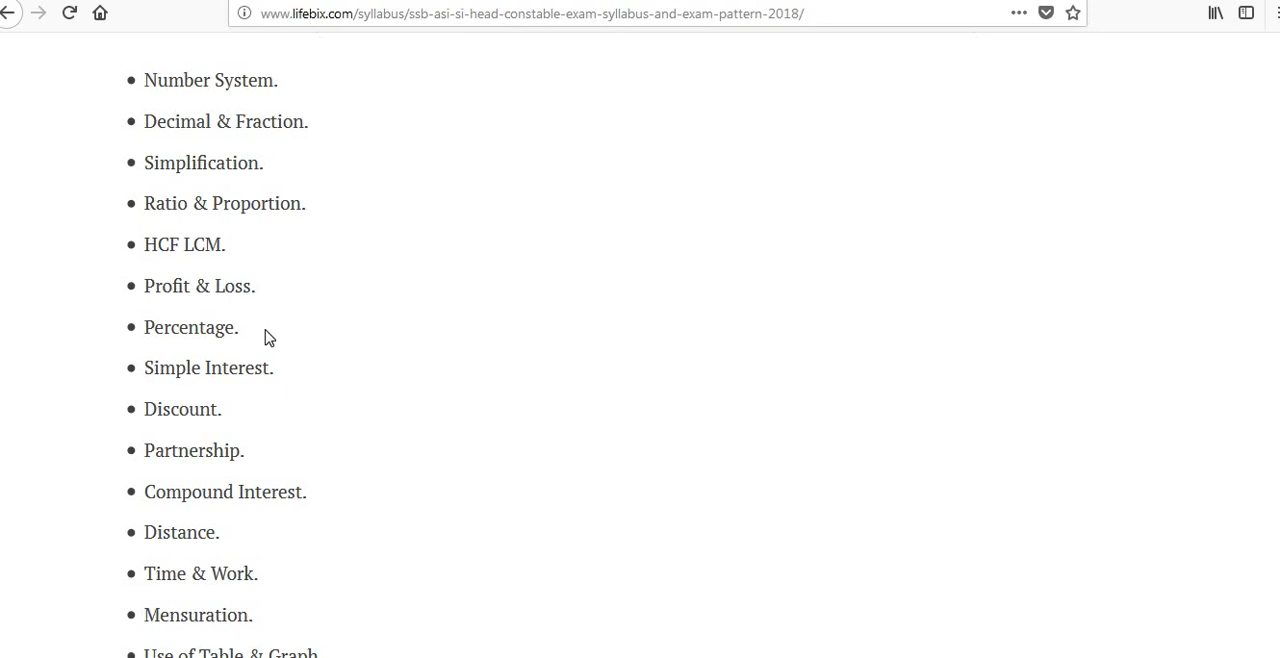 www.lifebix.com/syllabus/ssb-asi-si-head-constable-exam-syllabus-and-exam-pattern-2018/
Number System.
Decimal & Fraction.
Simplification.
Ratio & Proportion.
HCF LCM.
Profit & Loss.
Percentage.
Simple Interest.
Discount.
Partnership.
Compound Interest.
Distance.
Time & Work.
Mensuration.
Use of Table & Graph